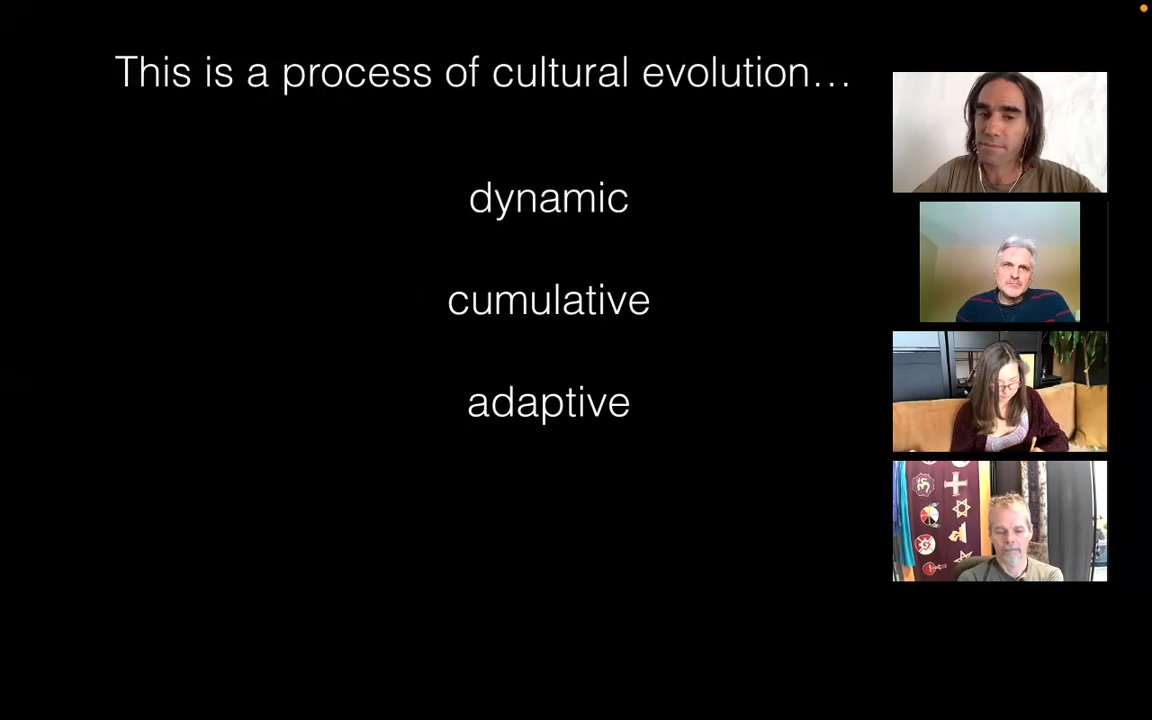 This is a process of cultural evolution…
dynamic
cumulative
adaptive